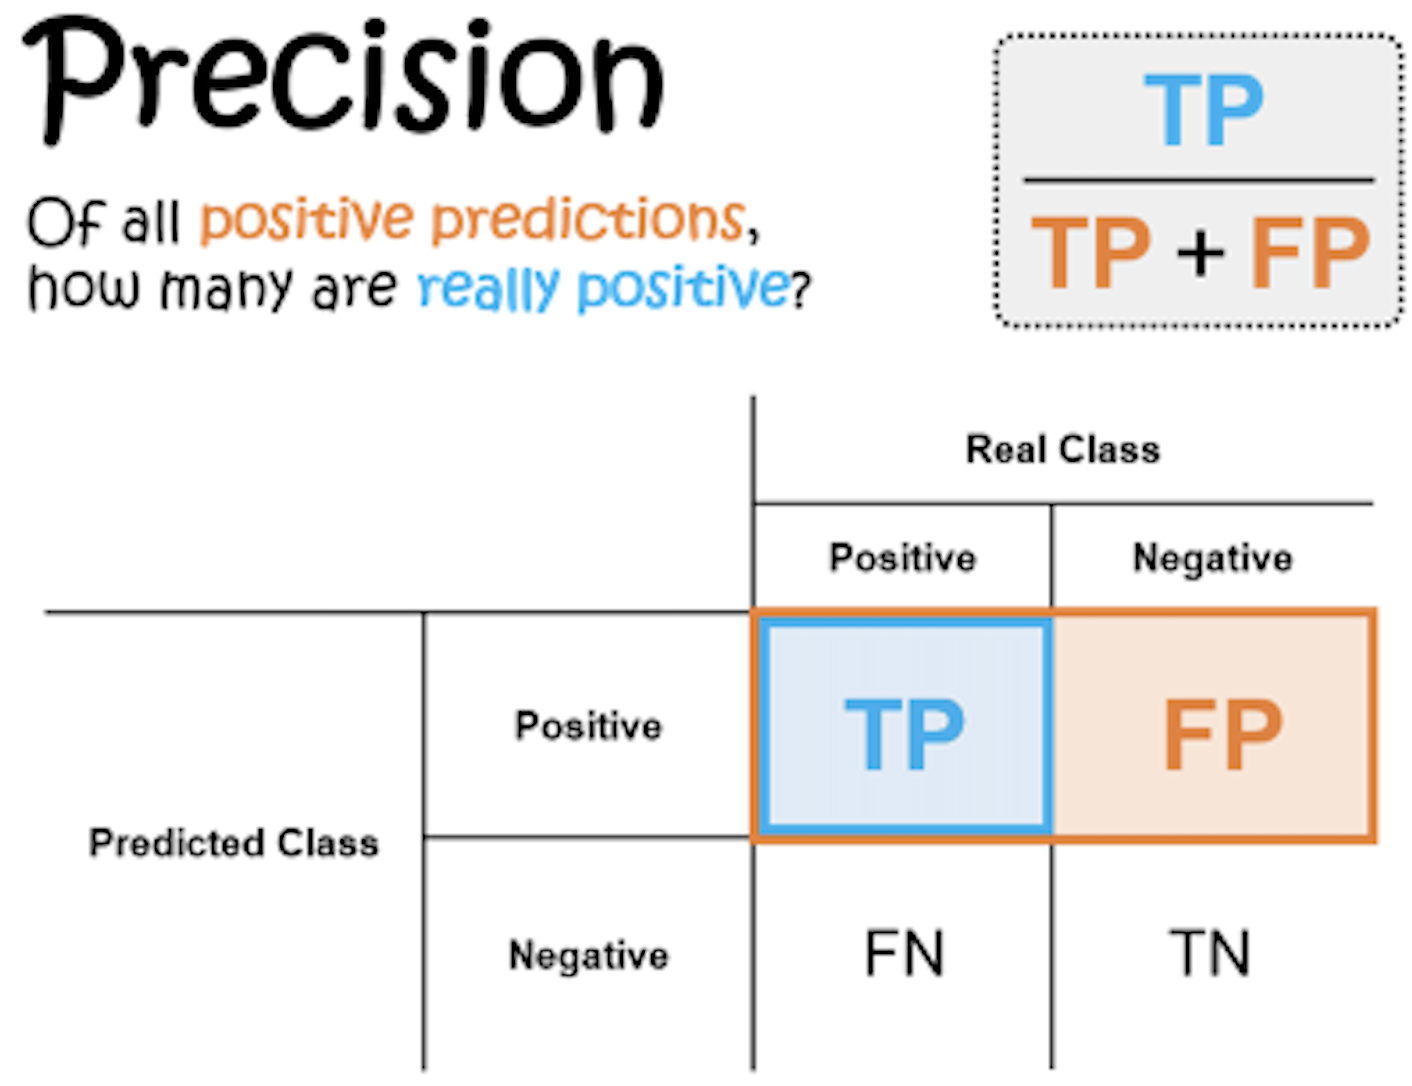 Precision
Of all positive predictions,
how many are really positive?
TP
TP + FP
Real Class
Positive
Negative
Predicted Class
Positive
TP
FP
Negative
FN
TN